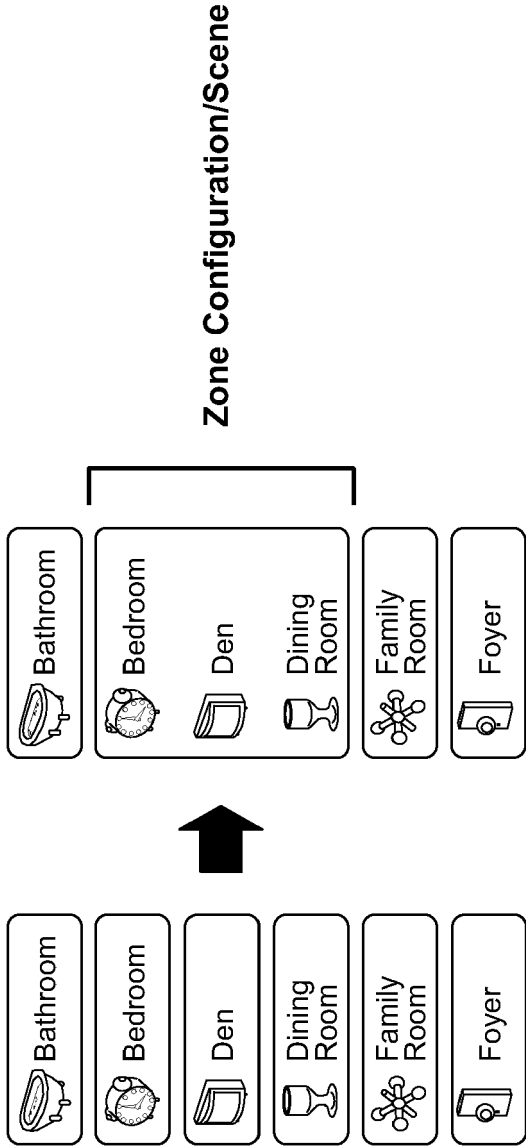 Bathroom
Bedroom
Den
Dining
Room
Family
Room
Foyer
Bathroom
Bedroom
Den
Dining
Room
Family
Room
Foyer
Zone Configuration/Scene